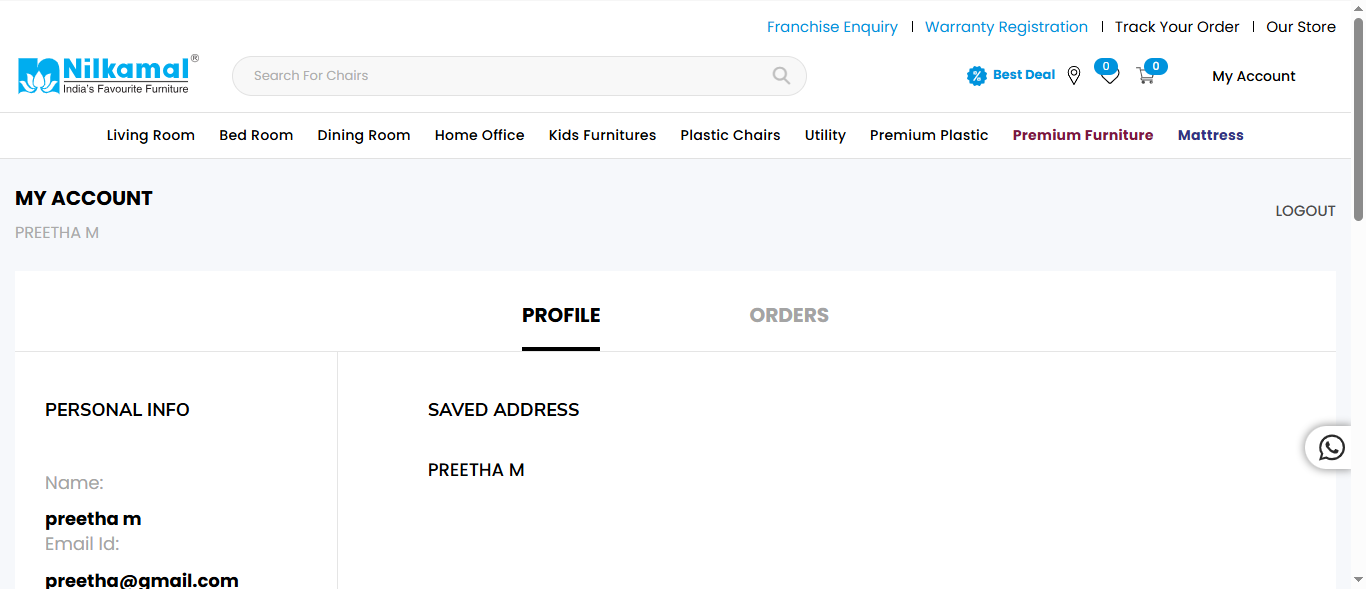 Franchise Enquiry | Warranty Registration | Track Your Order | Our Store
Nilkamal®
India's Favourite Furniture
Search For Chairs
% Best Deal 0 0 My Account
Living Room Bed Room Dining Room Home Office Kids Furnitures Plastic Chairs Utility Premium Plastic Premium Furniture Mattress
MY ACCOUNT
PREETHA M
LOGOUT
PROFILE ORDERS
PERSONAL INFO
Name:
preetha m
Email Id:
preetha@gmail.com
SAVED ADDRESS
PREETHA M